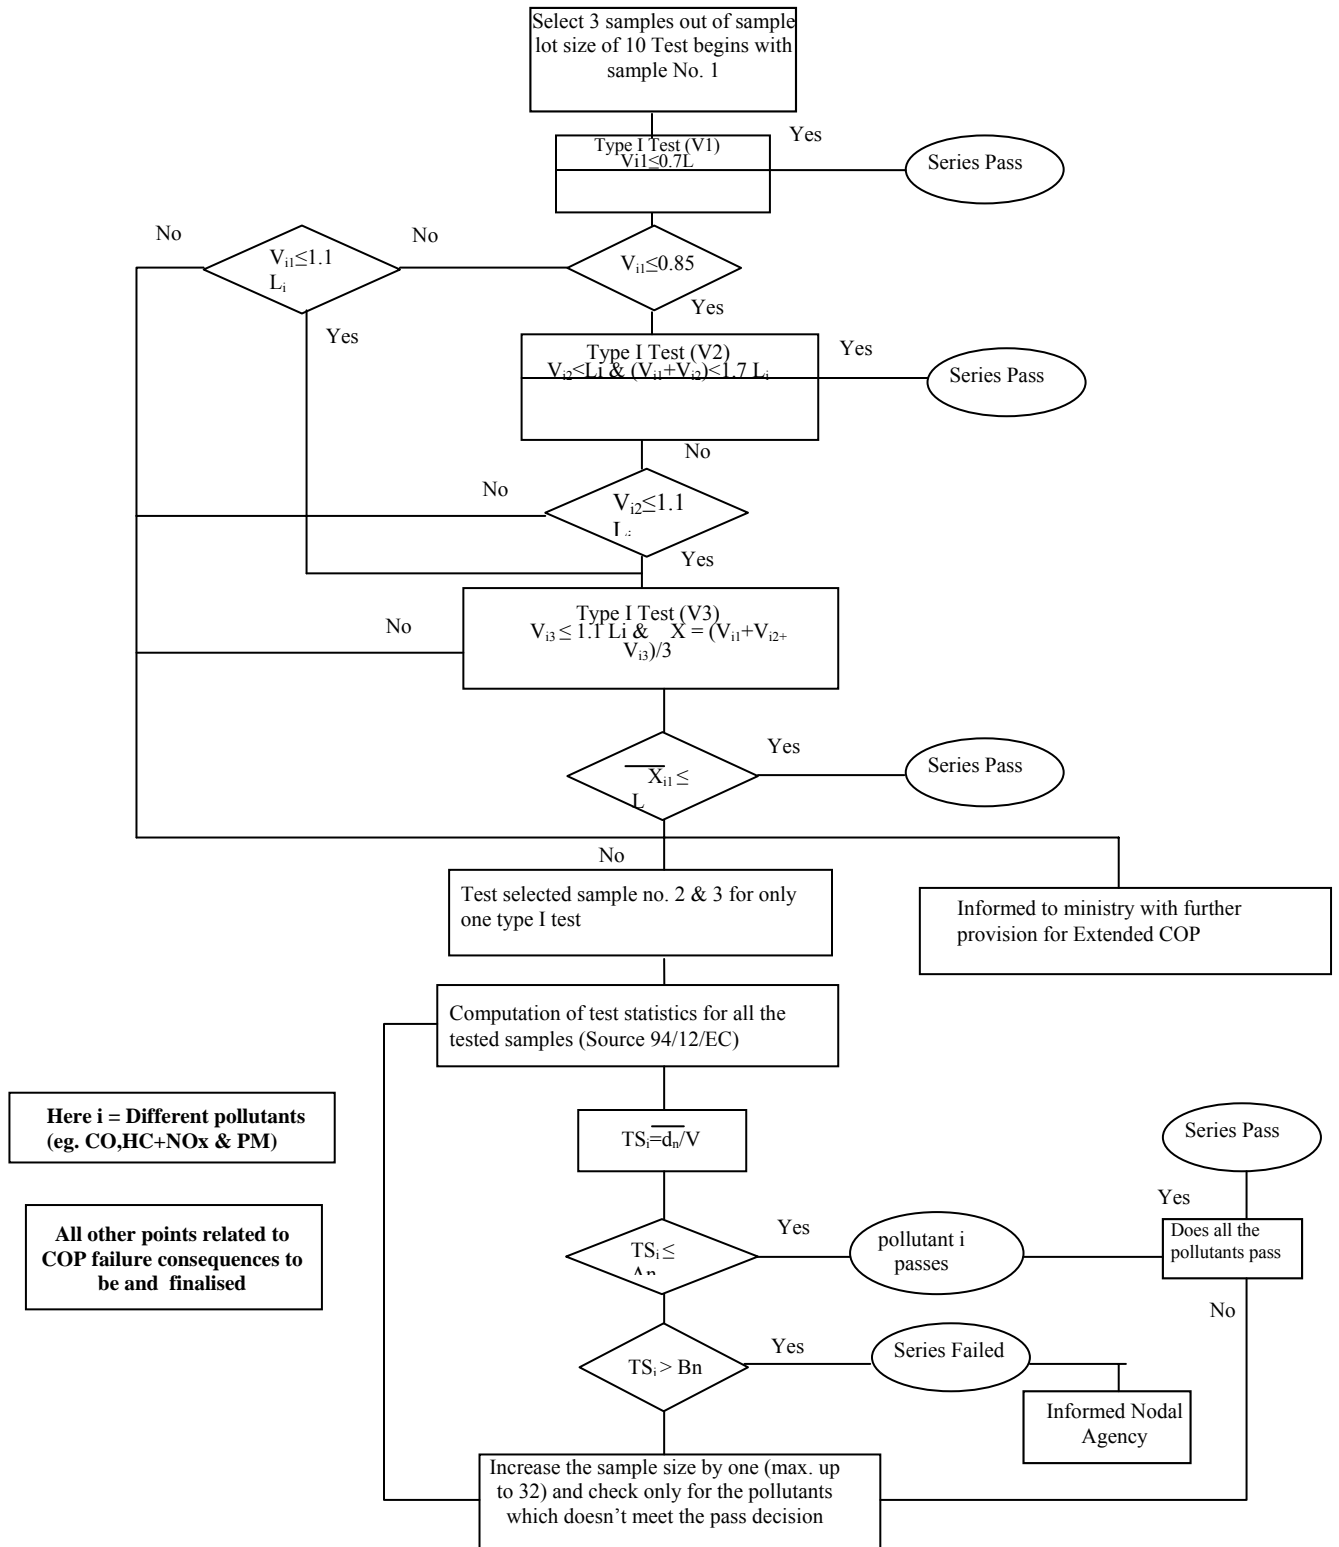 Select 3 samples out of sample
lot size of 10 Test begins with
sample No. 1
Yes
Type I Test (V1)
Vi1≤0.7L
Series Pass
No
No
Vi1≤1.1
Li
Vi1≤0.85
Yes
Yes
Type I Test (V2)
Vi2<Li & (Vi1+Vi2)<1.7 Li
Yes
Series Pass
No
No
Vi2≤1.1
Li
Yes
Type I Test (V3)
Vi3 ≤ 1.1 Li & X = (Vi1+Vi2+
Vi3)/3
No
Yes
Xi1 ≤
L
Series Pass
No
Test selected sample no. 2 & 3 for only
one type I test
Informed to ministry with further
provision for Extended COP
Computation of test statistics for all the
tested samples (Source 94/12/EC)
Here i = Different pollutants
(eg. CO,HC+NOx & PM)
TSi=dn/V
Series Pass
Yes
All other points related to
COP failure consequences to
be and finalised
TSi ≤
An
Yes
pollutant i
passes
Does all the
pollutants pass
No
TSi > Bn
Yes
Series Failed
Informed Nodal
Agency
Increase the sample size by one (max. up
to 32) and check only for the pollutants
which doesn’t meet the pass decision